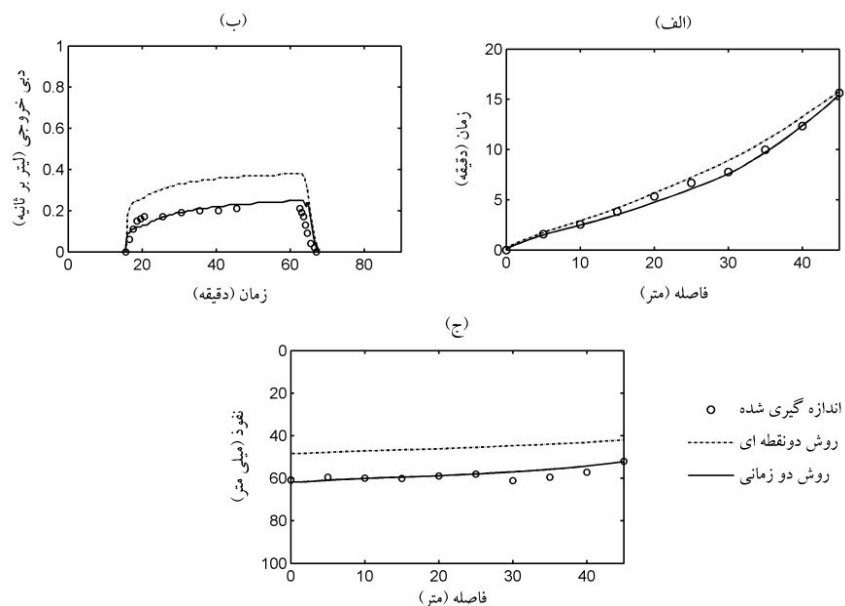 (الف)
20
15
10
5
0
زمان (دقیقه)
0 10 20 30 40
فاصله (متر)
(ب)
1
0.8
0.6
0.4
0.2
0
دبی خروجی (لیتر بر ثانیه)
0 20 40 60 80
زمان (دقیقه)
(ج)
0
20
40
60
80
100
نفوذ (میلی متر)
0 10 20 30 40
فاصله (متر)
اندازه گیری شده
روش دونقطه ای
روش دو زمانی